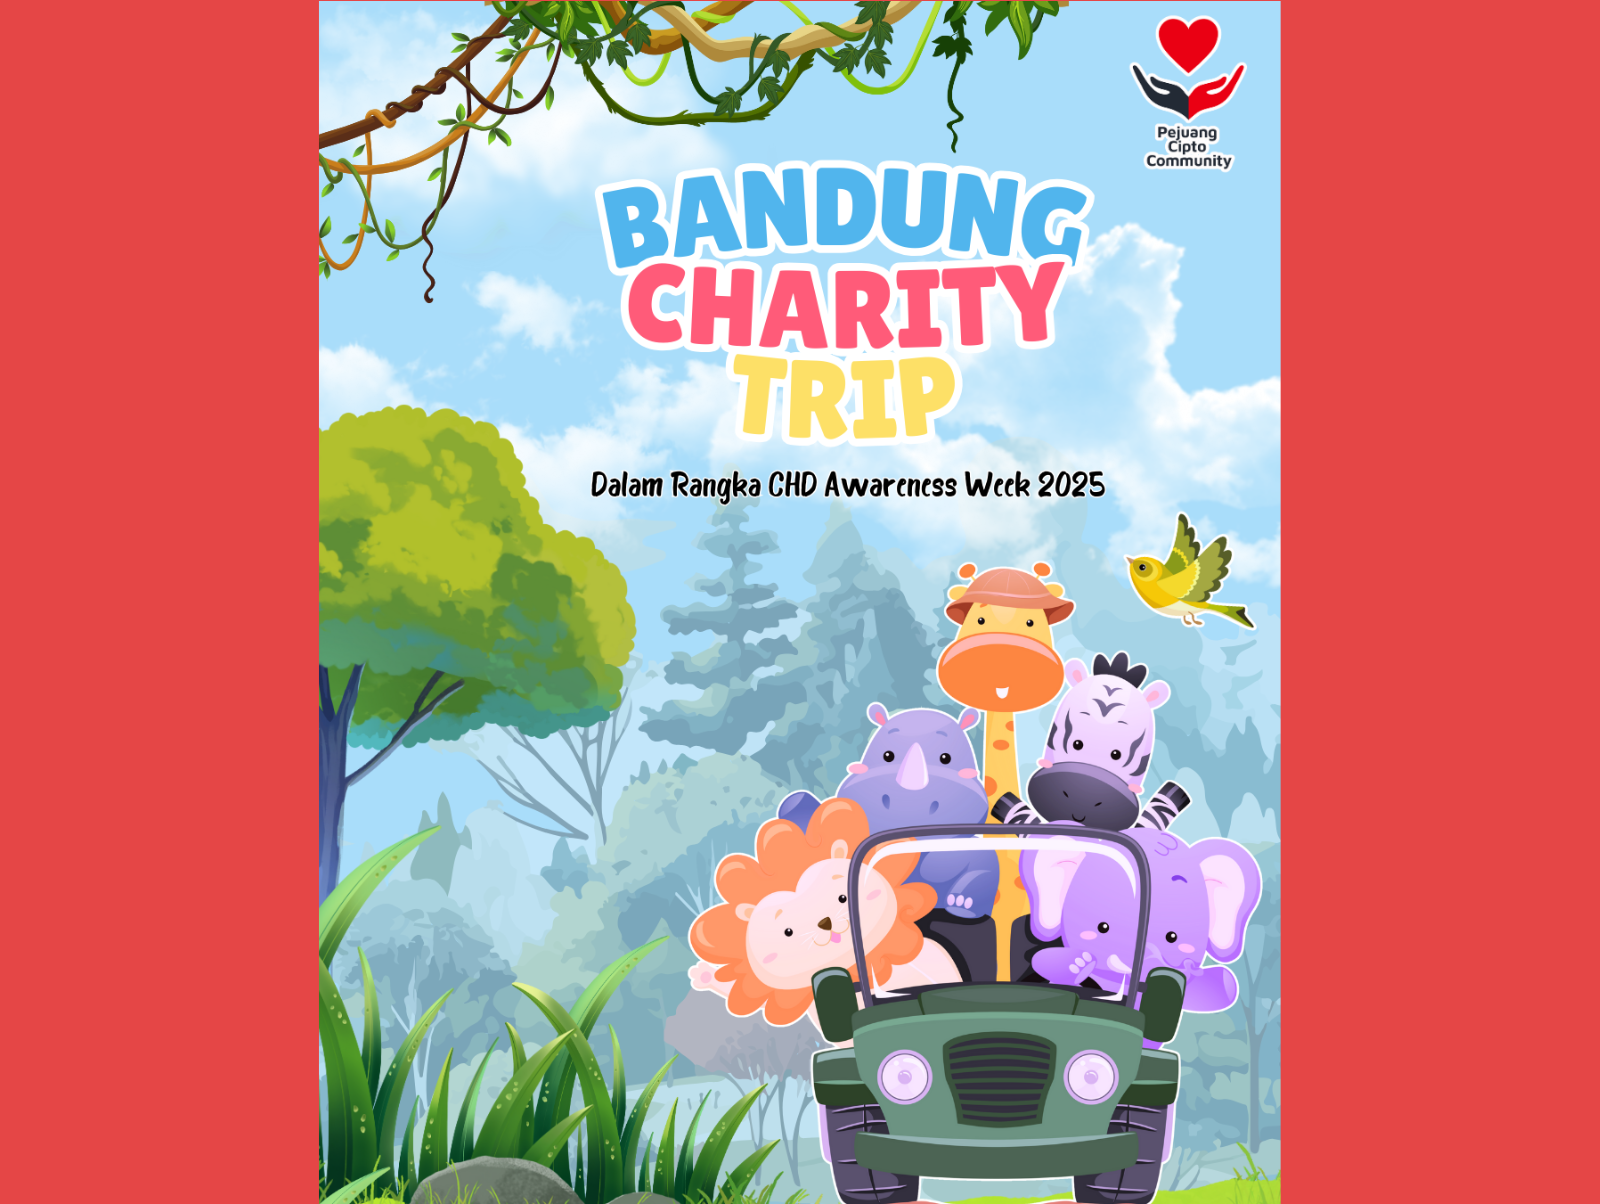 Pejuang
Cipto
Community
BANDUNG
CHARITY
TRIP
Dalam Rangka CHD Awareness Week 2025